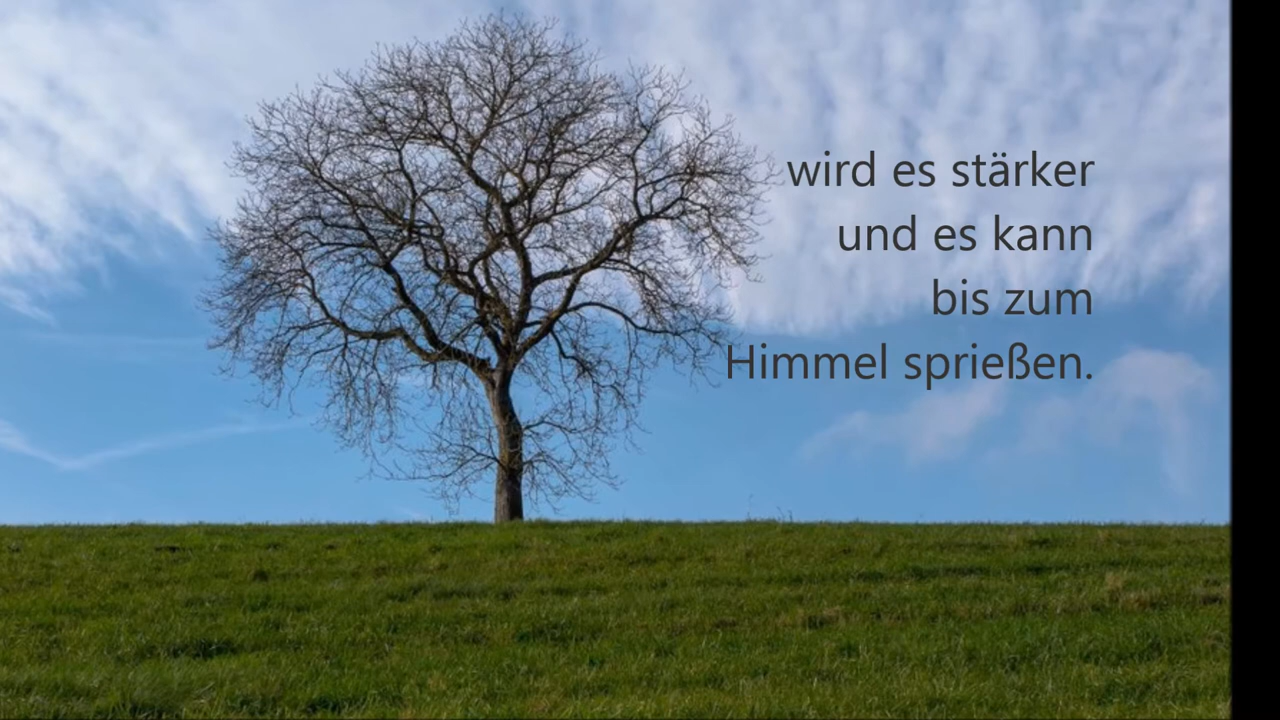 wird es stärker
und es kann
bis zum
Himmel sprießen.